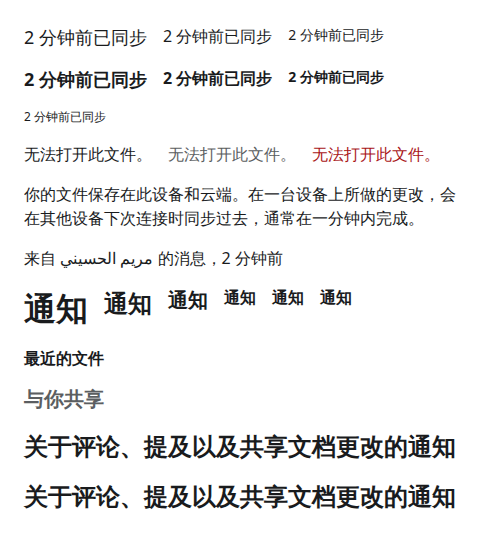 2 分钟前已同步 2 分钟前已同步 2 分钟前已同步
2 分钟前已同步 2 分钟前已同步 2 分钟前已同步
2 分钟前已同步
无法打开此文件。 无法打开此文件。 无法打开此文件。
你的文件保存在此设备和云端。在一台设备上所做的更改，会
在其他设备下次连接时同步过去，通常在一分钟内完成。
来自 مريم الحسيني 的消息，2 分钟前
通知 通知 通知 通知 通知 通知
最近的文件
与你共享
关于评论、提及以及共享文档更改的通知
关于评论、提及以及共享文档更改的通知